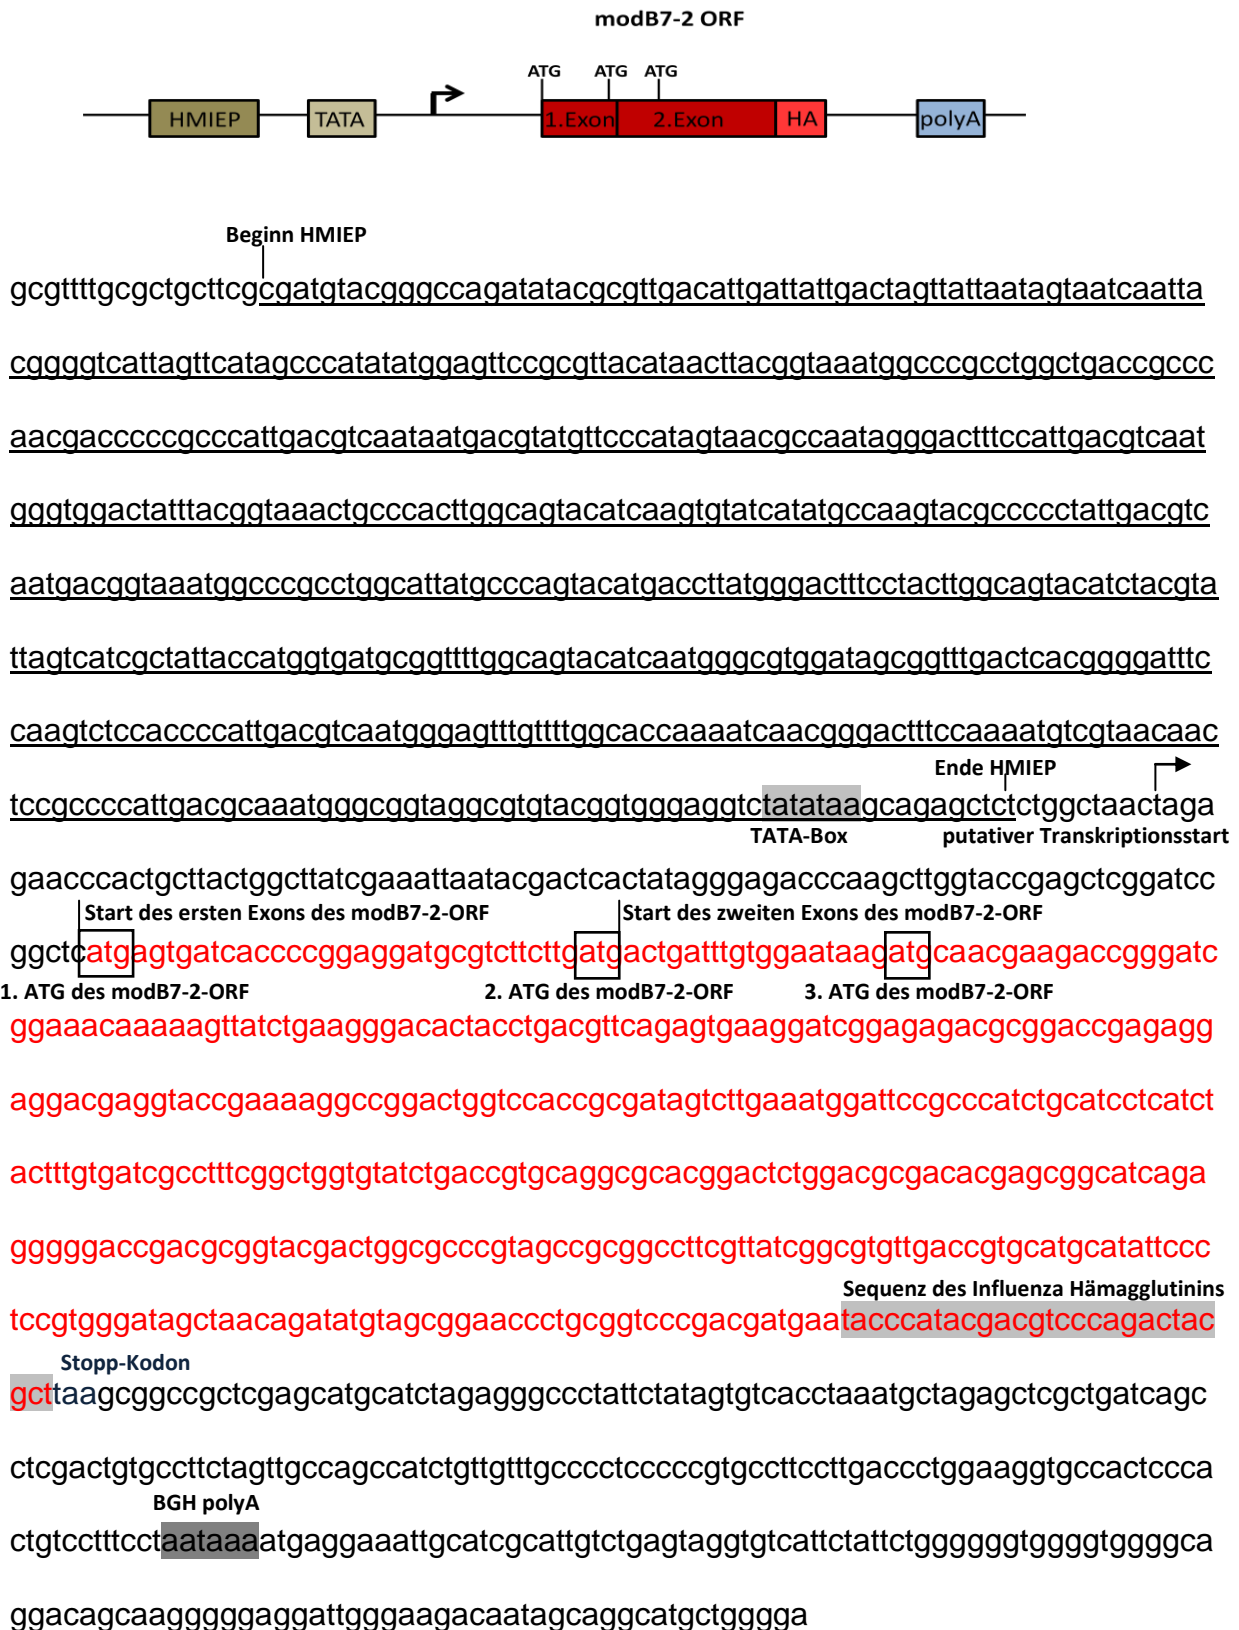 modB7-2 ORF
ATG ATG ATG
HMIEP TATA 1.Exon 2.Exon HA polyA
Beginn HMIEP
gcgttttgcgctgcttcgcgatgtacgggccagatatacgcgttgacattgattattgactagttattaatagtaatcaatta
cggggtcattagttcatagcccatatatggagttccgcgttacataacttacggtaaatggcccgcctggctgaccgccc
aacgacccccgcccattgacgtcaataatgacgtatgttcccatagtaacgccaatagggactttccattgacgtcaat
gggtggactatttacggtaaactgcccacttggcagtacatcaagtgtatcatatgccaagtacgccccctattgacgtc
aatgacggtaaatggcccgcctggcattatgcccagtacatgaccttatgggactttcctacttggcagtacatctacgta
ttagtcatcgctattaccatggtgatgcggttttggcagtacatcaatgggcgtggatagcggtttgactcacggggatttc
caagtctccaccccattgacgtcaatgggagtttgttttggcaccaaaatcaacgggactttccaaaatgtcgtaacaac
Ende HMIEP
tccgccccattgacgcaaatgggcggtaggcgtgtacggtgggaggtctatataagcagagctctctggctaactaga
TATA-Box putativer Transkriptionsstart
gaacccactgcttactggcttatcgaaattaatacgactcactatagggagacccaagcttggtaccgagctcggatcc
Start des ersten Exons des modB7-2-ORF Start des zweiten Exons des modB7-2-ORF
ggctcatgagtgatcaccccggaggatgcgtcttcttgatgactgatttgtggaataagatgcaacgaagaccgggatc
1. ATG des modB7-2-ORF 2. ATG des modB7-2-ORF 3. ATG des modB7-2-ORF
ggaaacaaaaagttatctgaagggacactacctgacgttcagagtgaaggatcggagagacgcggaccgagagg
aggacgaggtaccgaaaaggccggactggtccaccgcgatagtcttgaaatggattccgcccatctgcatcctcatct
actttgtgatcgcctttcggctggtgtatctgaccgtgcaggcgcacggactctggacgcgacacgagcggcatcaga
gggggaccgacgcggtacgactggcgcccgtagccgcggccttcgttatcggcgtgttgaccgtgcatgcatattccc
Sequenz des Influenza Hämagglutinins
tccgtgggatagctaacagatatgtagcggaaccctgcggtcccgacgatgaatacccatacgacgtcccagactac
Stopp-Kodon
gcttaagcggccgctcgagcatgcatctagagggccctattctatagtgtcacctaaatgctagagctcgctgatcagc
ctcgactgtgccttctagttgccagccatctgttgtttgcccctcccccgtgccttccttgaccctggaaggtgccactccca
BGH polyA
ctgtcctttcctaataaaatgaggaaattgcatcgcattgtctgagtaggtgtcattctattctggggggtggggtggggca
ggacagcaagggggaggattgggaagacaatagcaggcatgctgggga